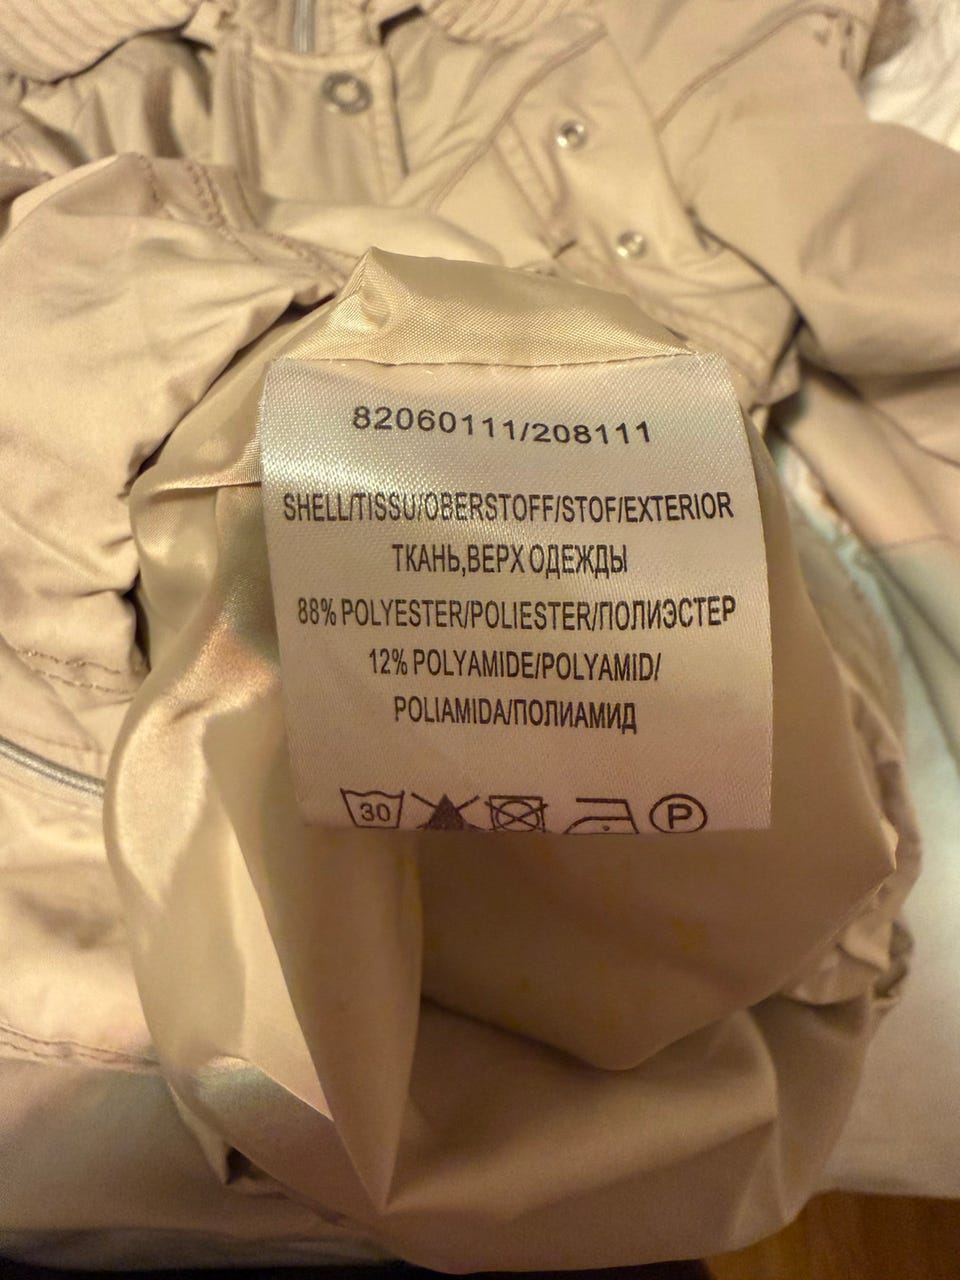 82060111/208111
SHELL/TISSU/OBERSTOFF/STOF/EXTERIOR
ТКАНЬ,ВЕРХ ОДЕЖДЫ
88% POLYESTER/POLIESTER/ПОЛИЭСТЕР
12% POLYAMIDE/POLYAMID/
POLIAMIDA/ПОЛИАМИД
30 P